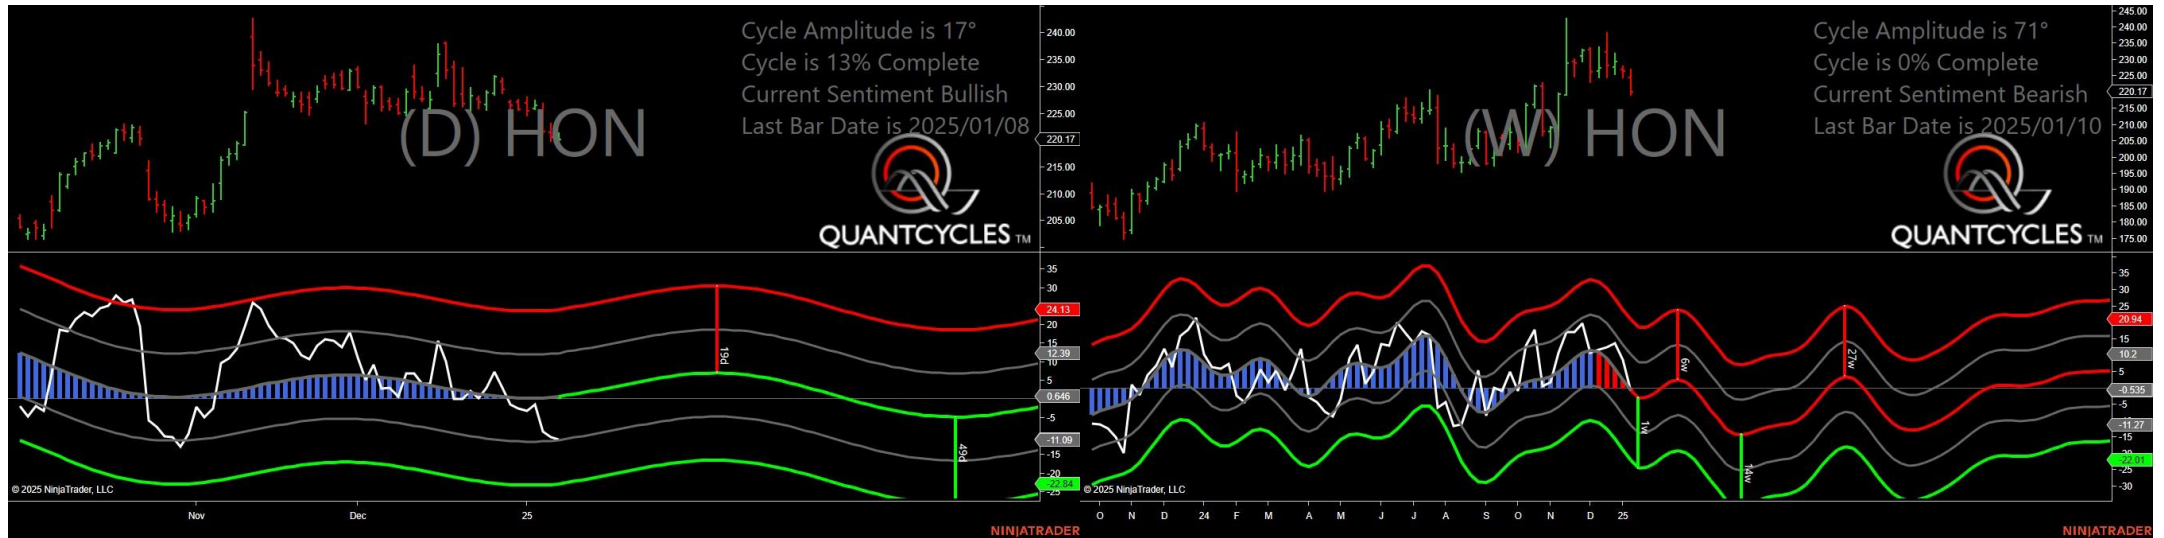 Cycle Amplitude is 17°
Cycle is 13% Complete
Current Sentiment Bullish
Last Bar Date is 2025/01/08
(D) HON
QUANTCYCLES TM
240.00
235.00
230.00
225.00
220.17
215.00
210.00
205.00
35
30
24.13
20
15
12.39
10
5
0.646
-5
-11.09
-15
-20
-22.84
-25
19d
49d
© 2025 NinjaTrader, LLC
Nov
Dec
25
NINJATRADER
Cycle Amplitude is 71°
Cycle is 0% Complete
Current Sentiment Bearish
Last Bar Date is 2025/01/10
(W) HON
QUANTCYCLES TM
245.00
240.00
235.00
230.00
225.00
220.17
215.00
210.00
205.00
200.00
195.00
190.00
185.00
180.00
175.00
35
30
25
20.94
15
10.2
5
-0.535
-5
-11.27
-15
-22.01
-25
-30
1w
6w
14w
27w
© 2025 NinjaTrader, LLC
O N D 24 F M A M J J A S O N D 25
NINJATRADER